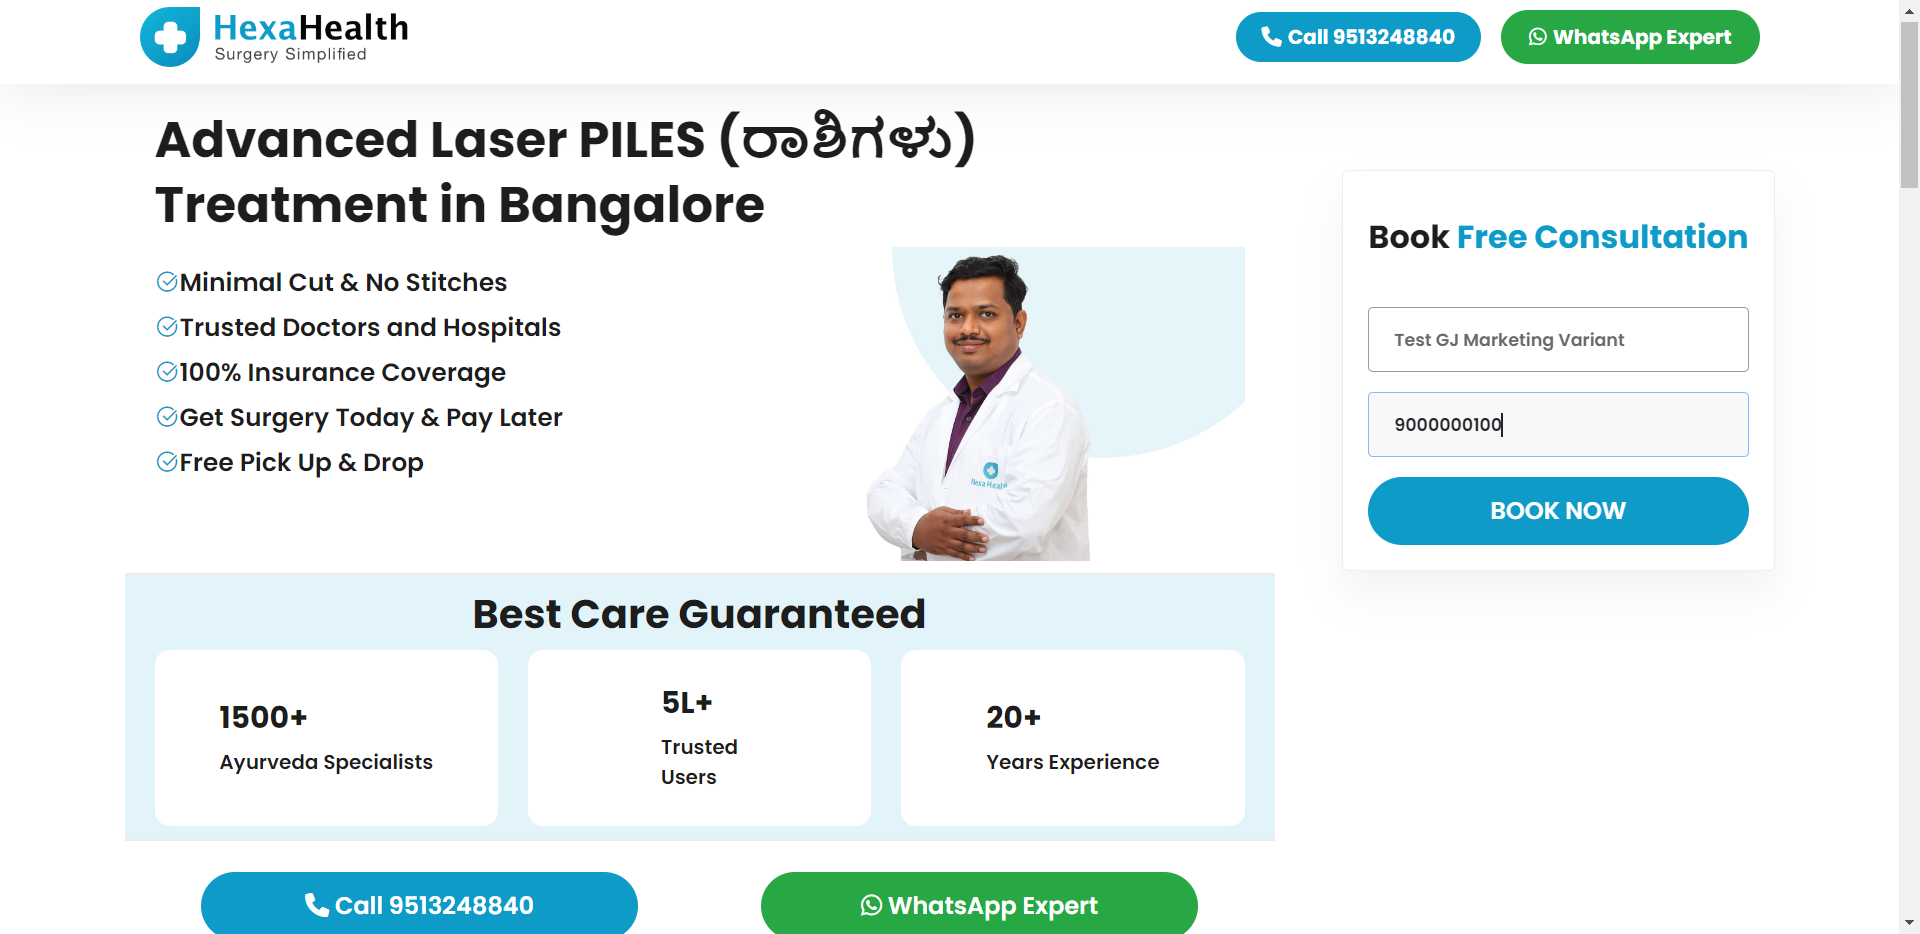 HexaHealth
Surgery Simplified
Call 9513248840
WhatsApp Expert
Advanced Laser PILES (ರಾಶಿಗಳು)
Treatment in Bangalore
Minimal Cut & No Stitches
Trusted Doctors and Hospitals
100% Insurance Coverage
Get Surgery Today & Pay Later
Free Pick Up & Drop
Hexa Health
Book Free Consultation
Test GJ Marketing Variant
9000000100
BOOK NOW
Best Care Guaranteed
1500+
Ayurveda Specialists
5L+
Trusted
Users
20+
Years Experience
Call 9513248840
WhatsApp Expert